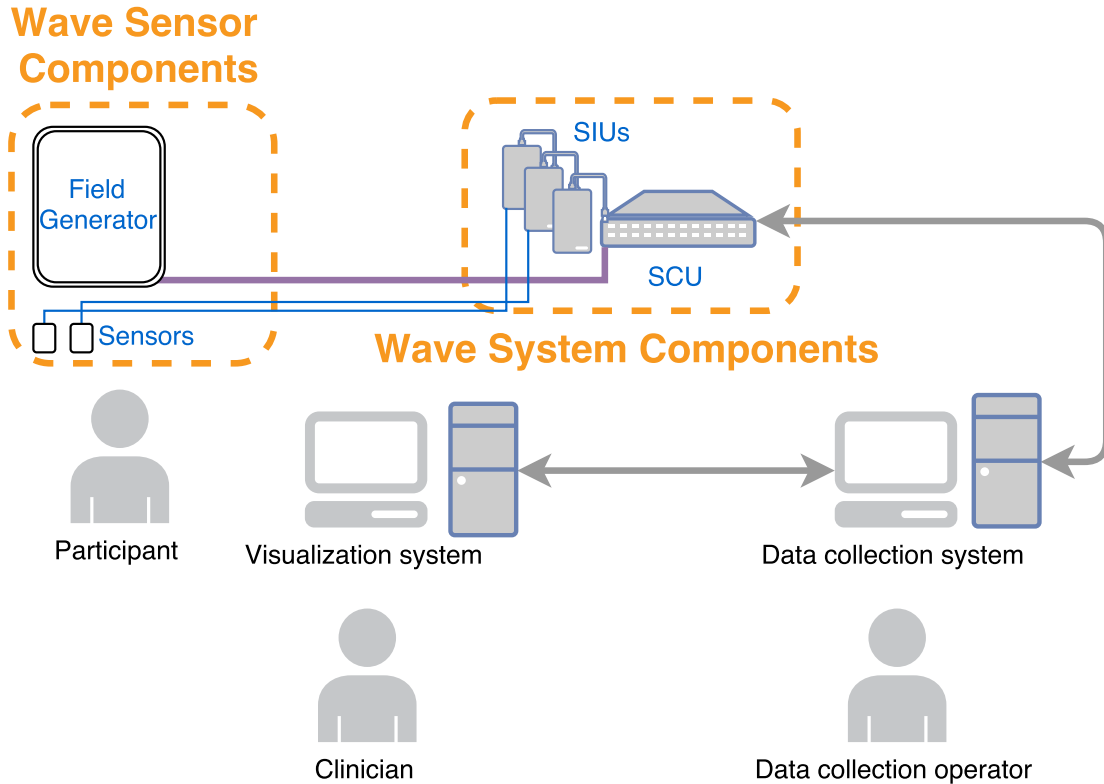 Wave Sensor
Components
Field
Generator
Sensors
SIUs
SCU
Wave System Components
Participant
Visualization system
Data collection system
Clinician
Data collection operator